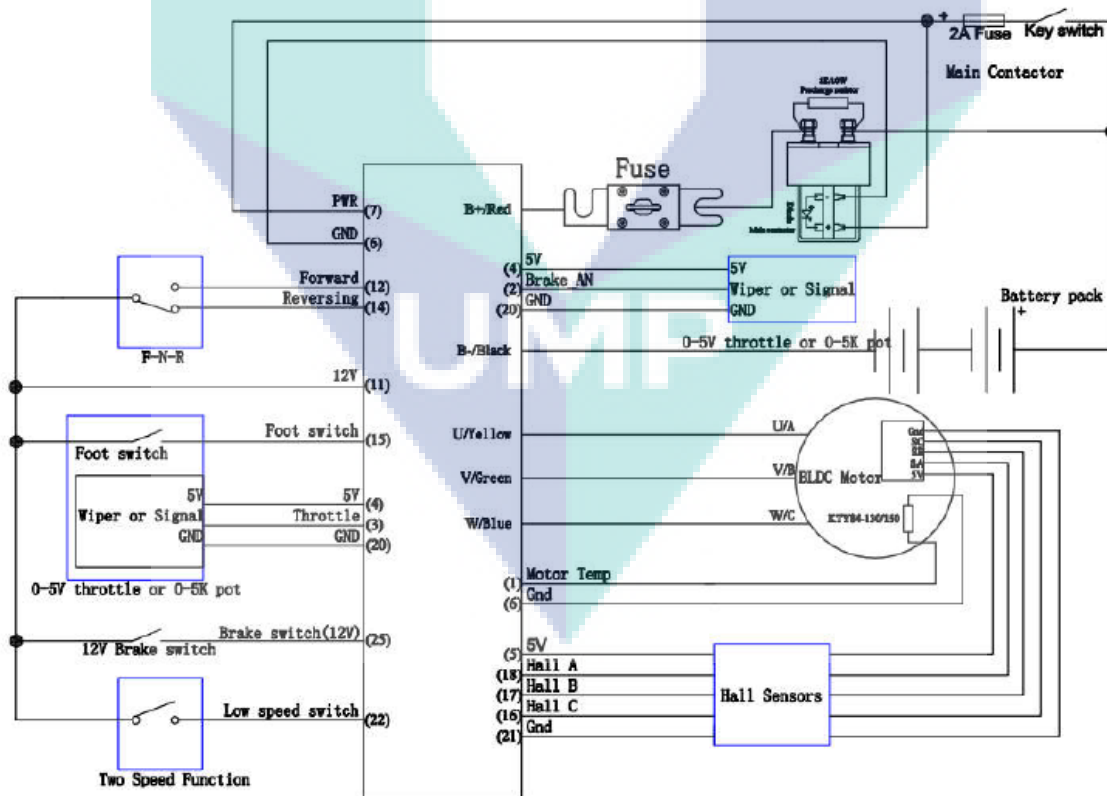 +
2A Fuse
Key switch
Main Contactor
Precharge resistor
Fuse
PWR
(7)
B+/Red
GND
(6)
Main contactor
5V
(4)
Brake_AN
(2)
GND
(20)
5V
Wiper or Signal
GND
Forward
(12)
Reversing
(14)
F-N-R
UMP
Battery pack
+
B-/Black
0-5V throttle or 0-5K pot
12V
(11)
Foot switch
(15)
Foot switch
U/Yellow
U/A
V/Green
V/B
BLDC Motor
W/Blue
W/C
5V
Wiper or Signal
GND
5V
(4)
Throttle
(3)
GND
(20)
0-5V throttle or 0-5K pot
(1)
Motor Temp
(6)
Gnd
Brake switch(12V)
(25)
12V Brake switch
5V
(5)
Hall A
(18)
Hall B
(17)
Hall C
(16)
Gnd
(21)
Hall Sensors
Low speed switch
(22)
Two Speed Function